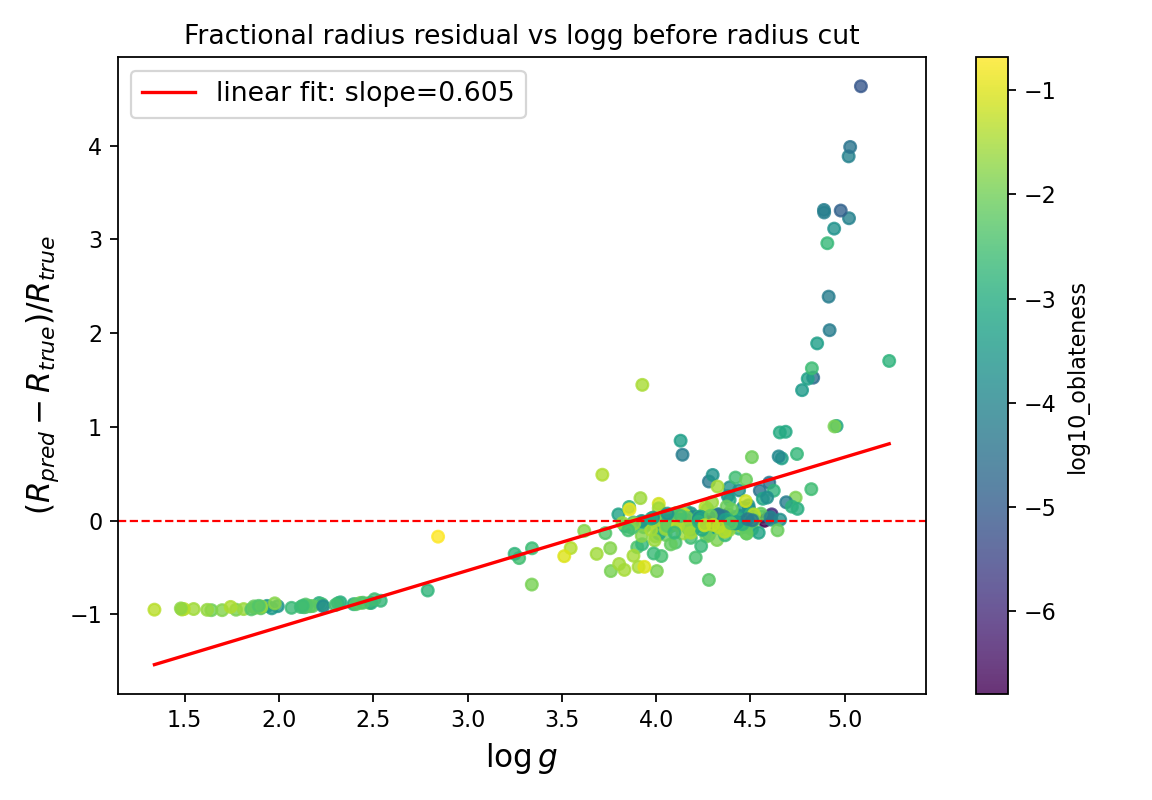 Fractional radius residual vs logg before radius cut
linear fit: slope=0.605
(R_pred − R_true)/R_true
4
3
2
1
0
−1
1.5 2.0 2.5 3.0 3.5 4.0 4.5 5.0
log g
−1
−2
−3
−4
−5
−6
log10_oblateness